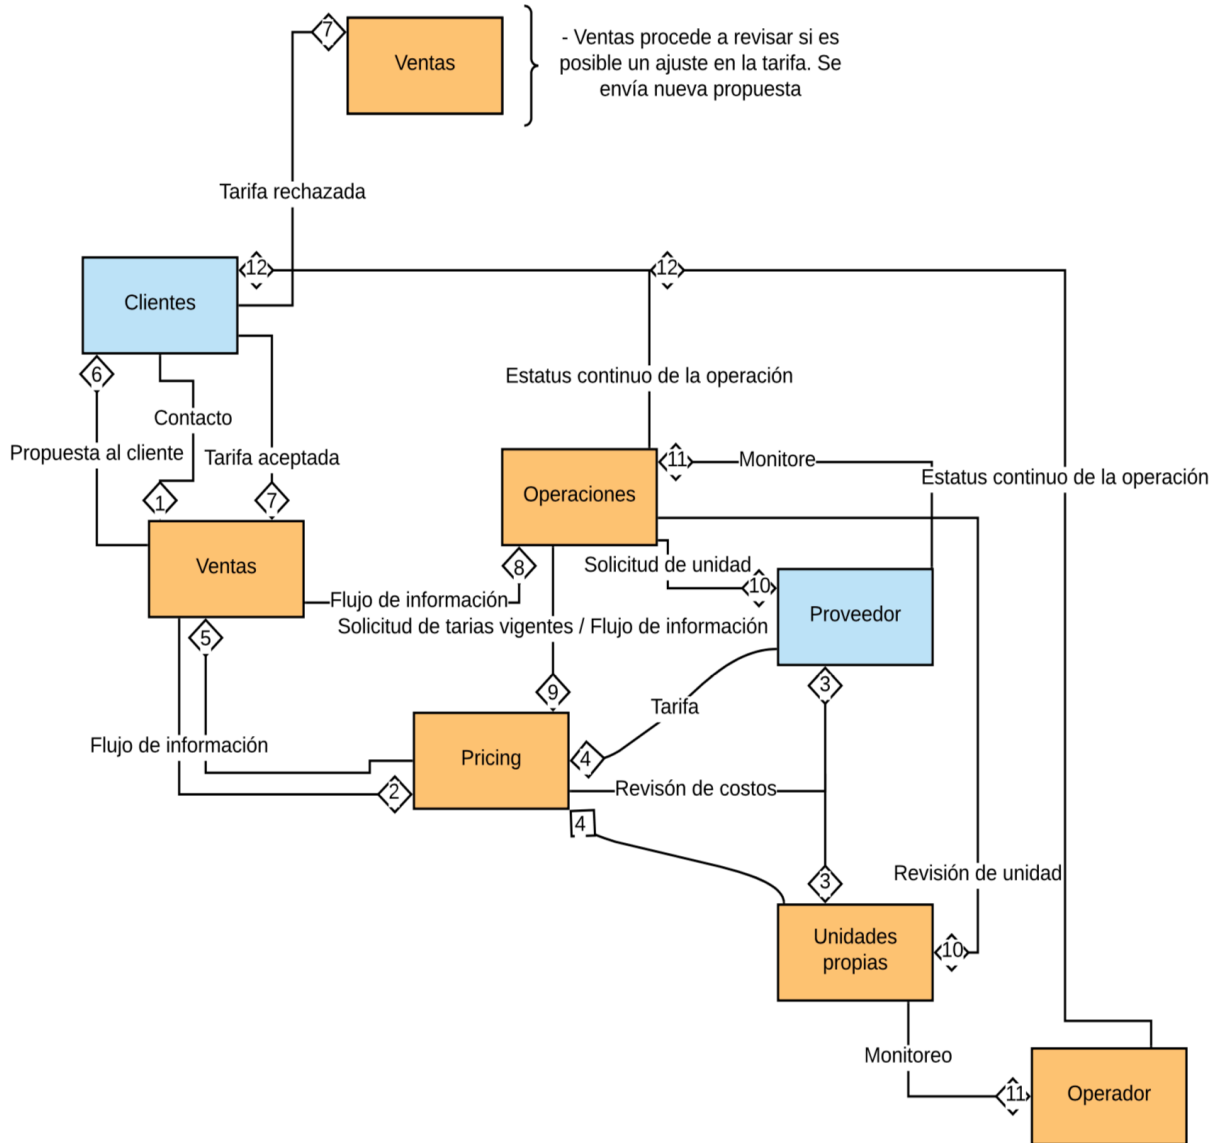 7
Ventas
- Ventas procede a revisar si es
posible un ajuste en la tarifa. Se
envía nueva propuesta
Tarifa rechazada
12
12
Clientes
6
Estatus continuo de la operación
Contacto
Propuesta al cliente
Tarifa aceptada
11
Monitore
Estatus continuo de la operación
1
7
Operaciones
Ventas
8
Solicitud de unidad
10
Flujo de información
Proveedor
Solicitud de tarias vigentes / Flujo de información
5
9
3
Tarifa
Flujo de información
Pricing
4
2
Revisón de costos
4
3
Revisión de unidad
Unidades
propias
10
Monitoreo
11
Operador